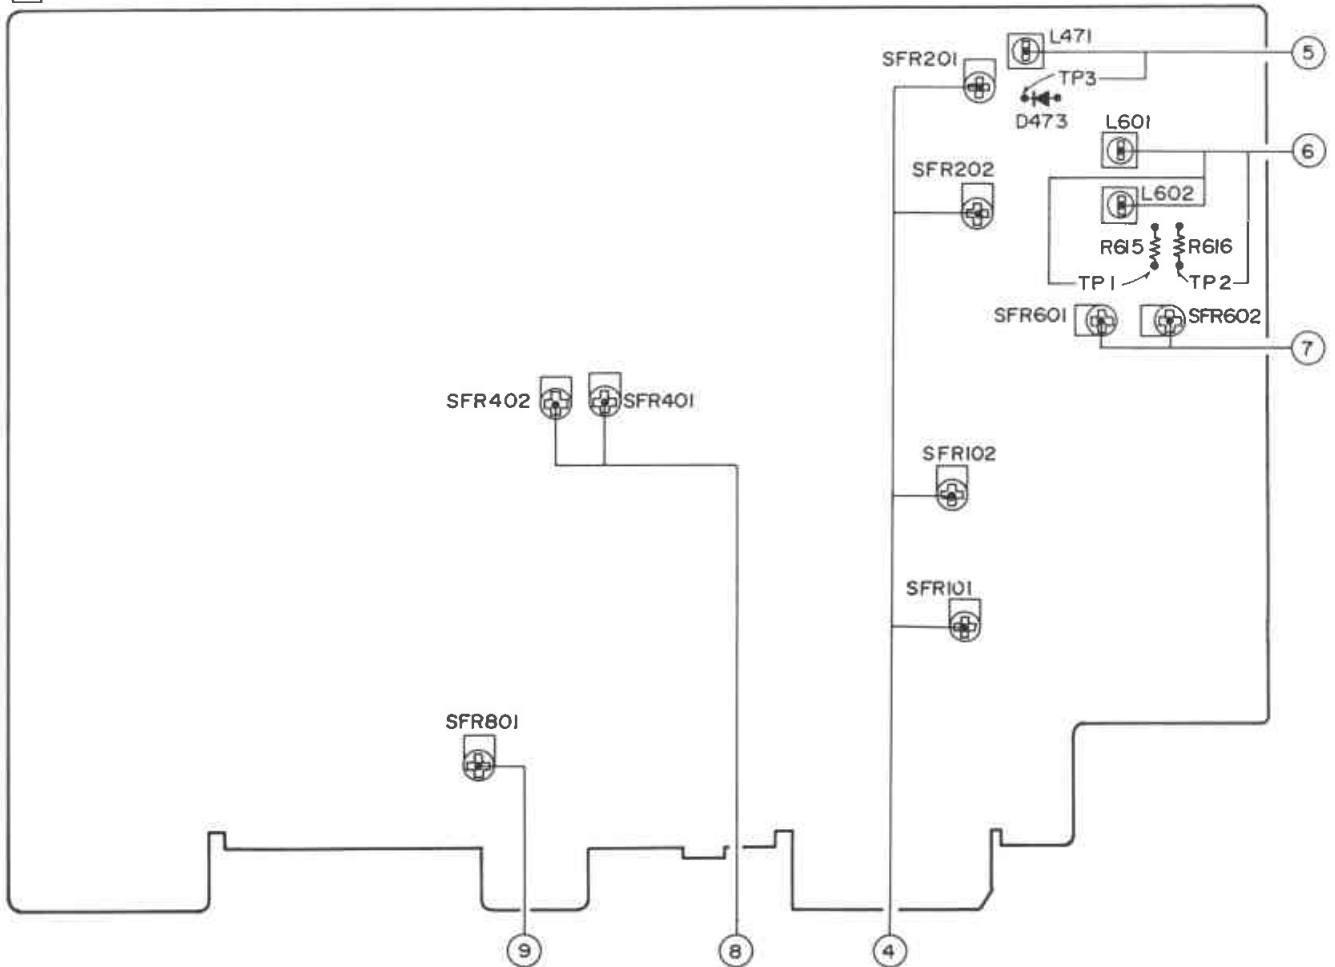 L471
5
SFR201
TP3
D473
L601
6
SFR202
L602
R615
R616
TP1
TP2
SFR601
SFR602
7
SFR402
SFR401
SFR102
SFR101
SFR801
9
8
4